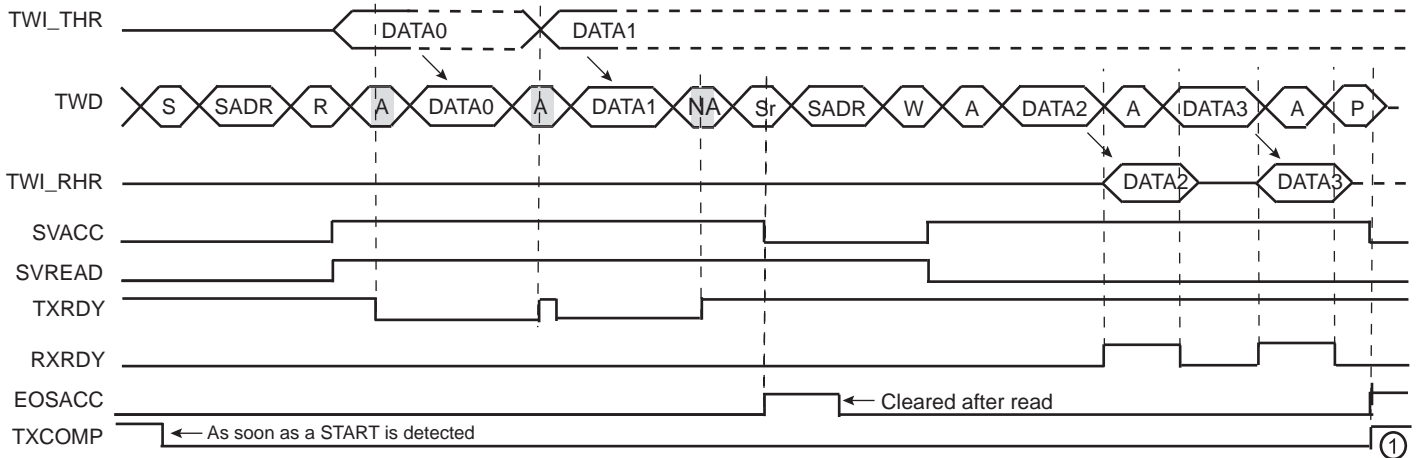 TWI_THR DATA0 DATA1
TWD S SADR R A DATA0 A DATA1 NA Sr SADR W A DATA2 A DATA3 A P
TWI_RHR DATA2 DATA3
SVACC
SVREAD
TXRDY
RXRDY
EOSACC Cleared after read
TXCOMP As soon as a START is detected 1